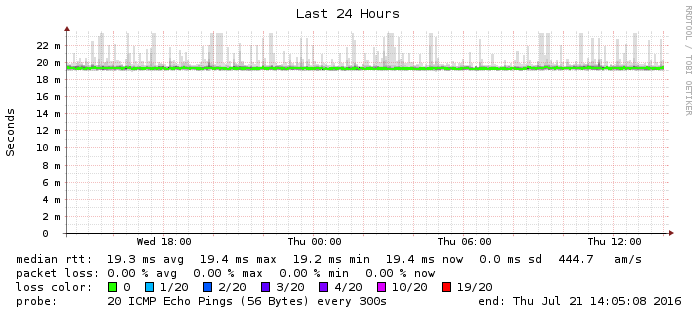 Last 24 Hours
RRDTOOL / TOBI OETIKER
Seconds
22 m
20 m
18 m
16 m
14 m
12 m
10 m
8 m
6 m
4 m
2 m
0
Wed 18:00 Thu 00:00 Thu 06:00 Thu 12:00
median rtt: 19.3 ms avg 19.4 ms max 19.2 ms min 19.4 ms now 0.0 ms sd 444.7 am/s
packet loss: 0.00 % avg 0.00 % max 0.00 % min 0.00 % now
loss color: 0 1/20 2/20 3/20 4/20 10/20 19/20
probe: 20 ICMP Echo Pings (56 Bytes) every 300s end: Thu Jul 21 14:05:08 2016